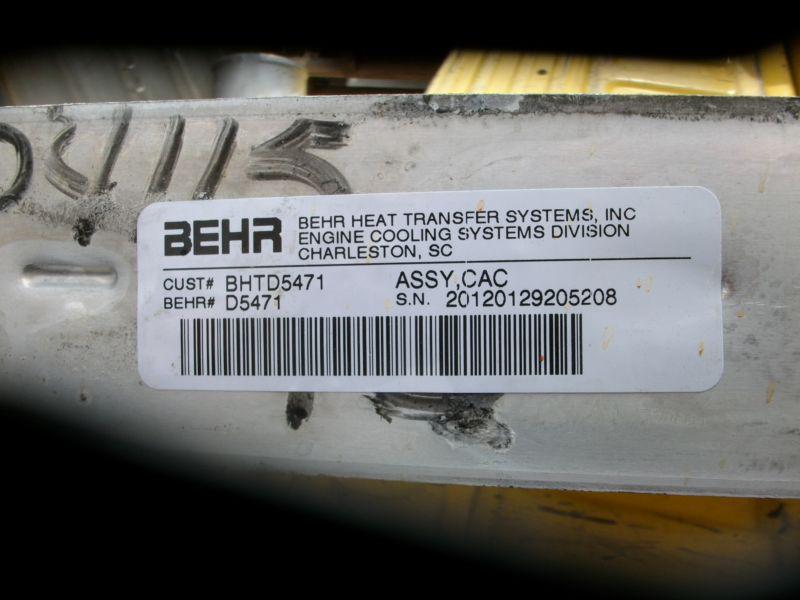 04115
BEHR
BEHR HEAT TRANSFER SYSTEMS, INC
ENGINE COOLING SYSTEMS DIVISION
CHARLESTON, SC
CUST# BHTD5471 ASSY,CAC
BEHR# D5471 S.N. 20120129205208